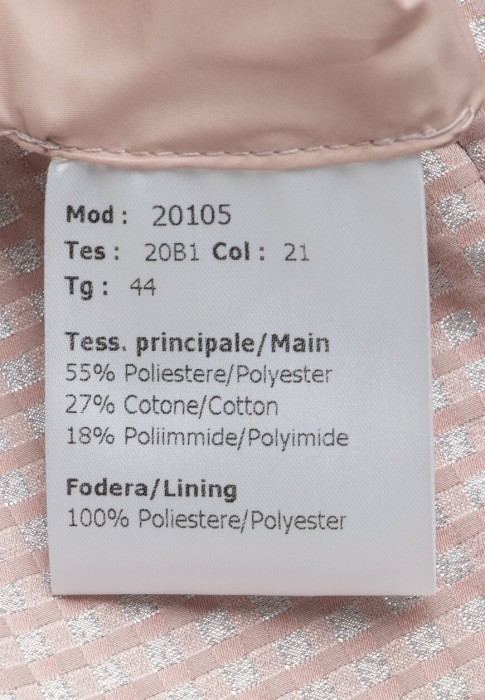 Mod: 20105
Tes: 20B1 Col: 21
Tg: 44
Tess. principale/Main
55% Poliestere/Polyester
27% Cotone/Cotton
18% Poliimmide/Polyimide
Fodera/Lining
100% Poliestere/Polyester